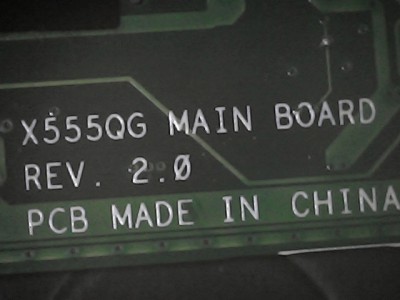 X555QG MAIN BOARD
REV. 2.0
PCB MADE IN CHINA